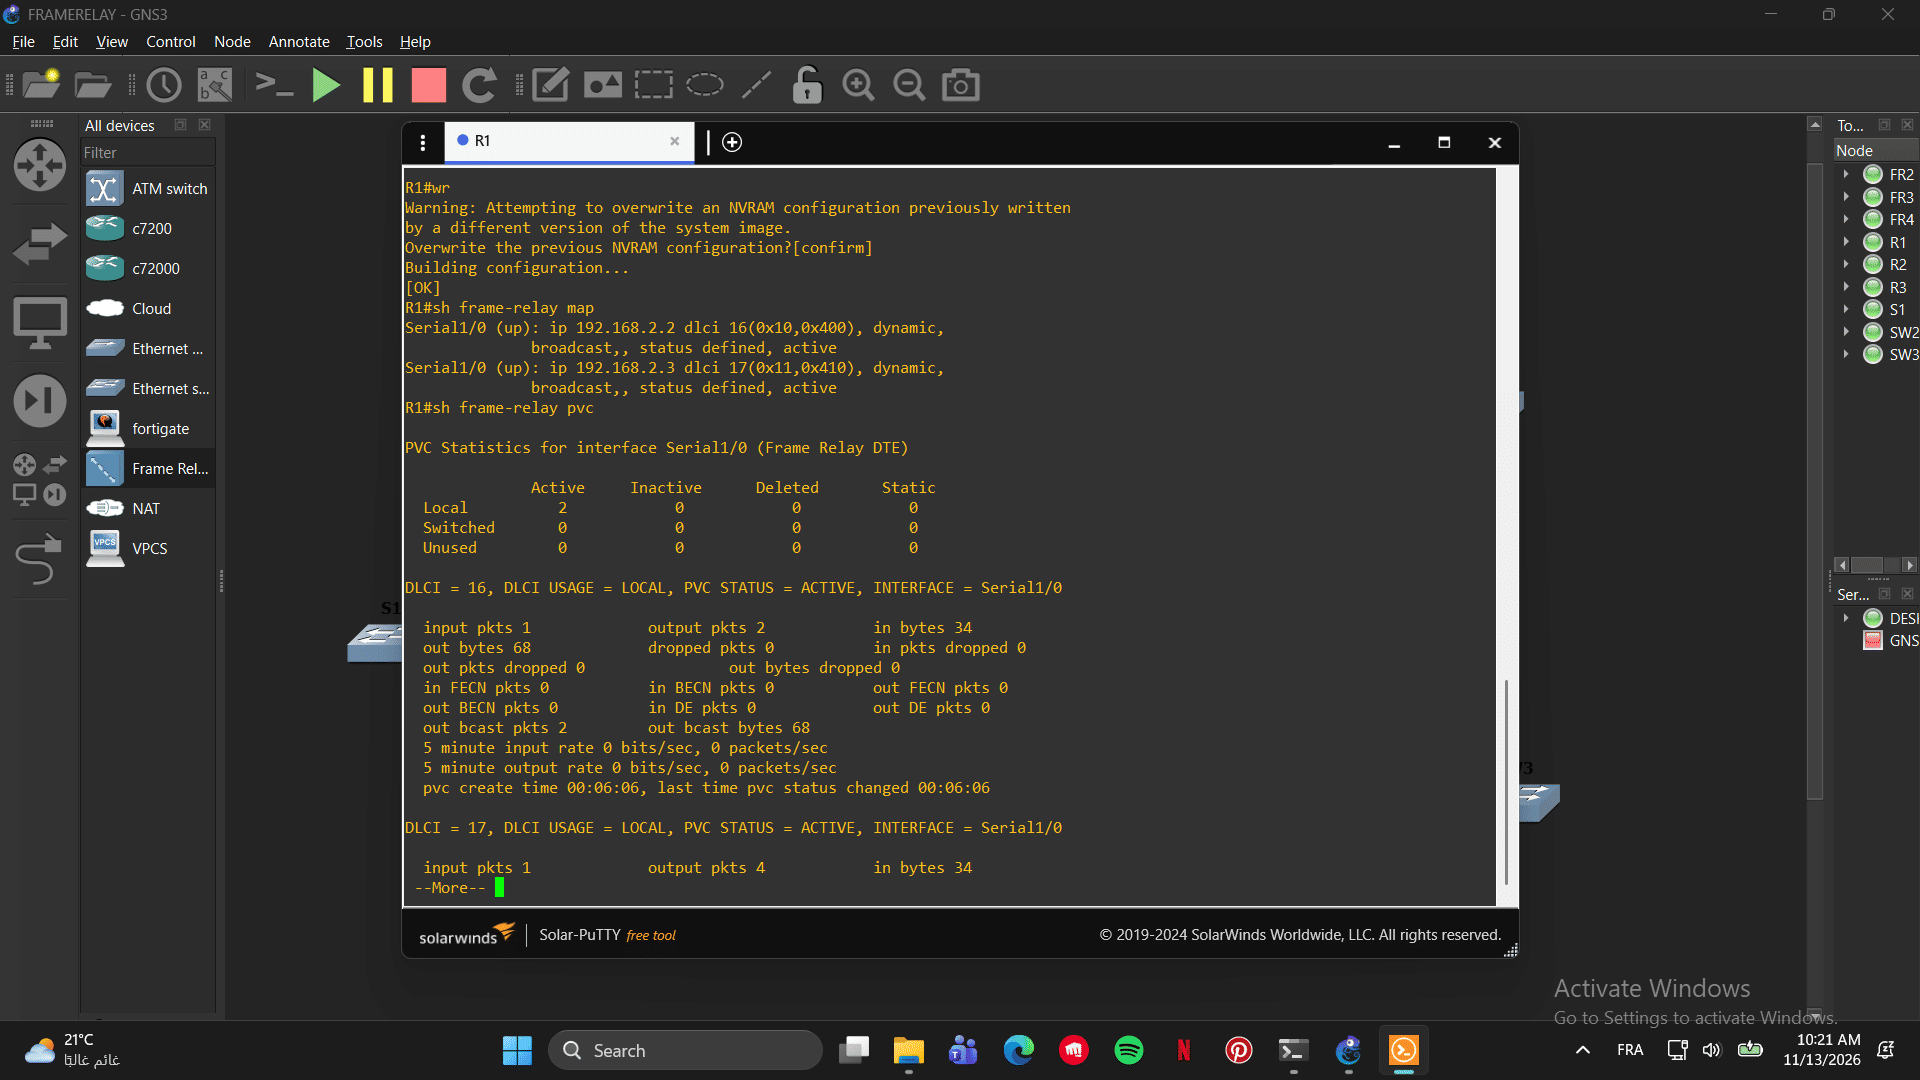 FRAMERELAY - GNS3
File Edit View Control Node Annotate Tools Help
All devices
Filter
ATM switch
c7200
c72000
Cloud
Ethernet ...
Ethernet s...
fortigate
Frame Rel...
NAT
VPCS
S1
R1
R1#wr
Warning: Attempting to overwrite an NVRAM configuration previously written
by a different version of the system image.
Overwrite the previous NVRAM configuration?[confirm]
Building configuration...
[OK]
R1#sh frame-relay map
Serial1/0 (up): ip 192.168.2.2 dlci 16(0x10,0x400), dynamic,
broadcast,, status defined, active
Serial1/0 (up): ip 192.168.2.3 dlci 17(0x11,0x410), dynamic,
broadcast,, status defined, active
R1#sh frame-relay pvc
PVC Statistics for interface Serial1/0 (Frame Relay DTE)
Active Inactive Deleted Static
Local 2 0 0 0
Switched 0 0 0 0
Unused 0 0 0 0
DLCI = 16, DLCI USAGE = LOCAL, PVC STATUS = ACTIVE, INTERFACE = Serial1/0
input pkts 1 output pkts 2 in bytes 34
out bytes 68 dropped pkts 0 in pkts dropped 0
out pkts dropped 0 out bytes dropped 0
in FECN pkts 0 in BECN pkts 0 out FECN pkts 0
out BECN pkts 0 in DE pkts 0 out DE pkts 0
out bcast pkts 2 out bcast bytes 68
5 minute input rate 0 bits/sec, 0 packets/sec
5 minute output rate 0 bits/sec, 0 packets/sec
pvc create time 00:06:06, last time pvc status changed 00:06:06
DLCI = 17, DLCI USAGE = LOCAL, PVC STATUS = ACTIVE, INTERFACE = Serial1/0
input pkts 1 output pkts 4 in bytes 34
--More--
solarwinds Solar-PuTTY free tool © 2019-2024 SolarWinds Worldwide, LLC. All rights reserved.
To...
Node
FR2
FR3
FR4
R1
R2
R3
S1
SW2
SW3
Ser...
DESI
GNS
Activate Windows
Go to Settings to activate Windows.
21°C
غائم غالبًا
Search
FRA
10:21 AM
11/13/2026